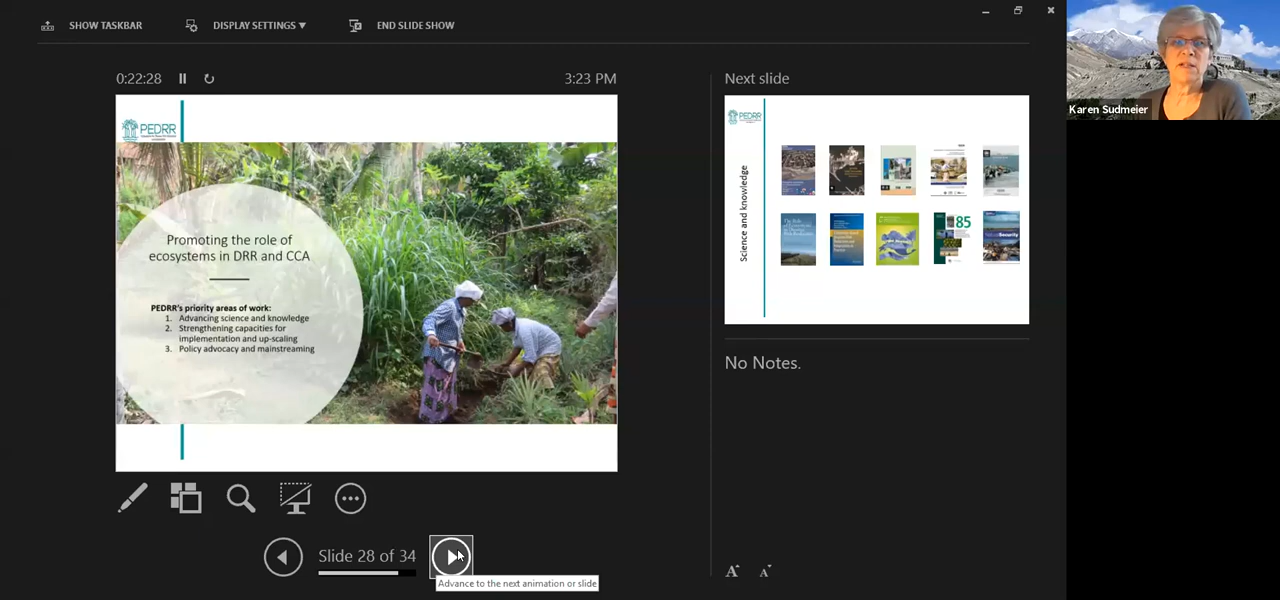 SHOW TASKBAR
DISPLAY SETTINGS ▼
END SLIDE SHOW
0:22:28
3:23 PM
PEDRR
Promoting the role of
ecosystems in DRR and CCA
PEDRR's priority areas of work:
1. Advancing science and knowledge
2. Strengthening capacities for
implementation and up-scaling
3. Policy advocacy and mainstreaming
Slide 28 of 34
Advance to the next animation or slide
Next slide
PEDRR
Science and knowledge
85
Security
No Notes.
A
A
Karen Sudmeier